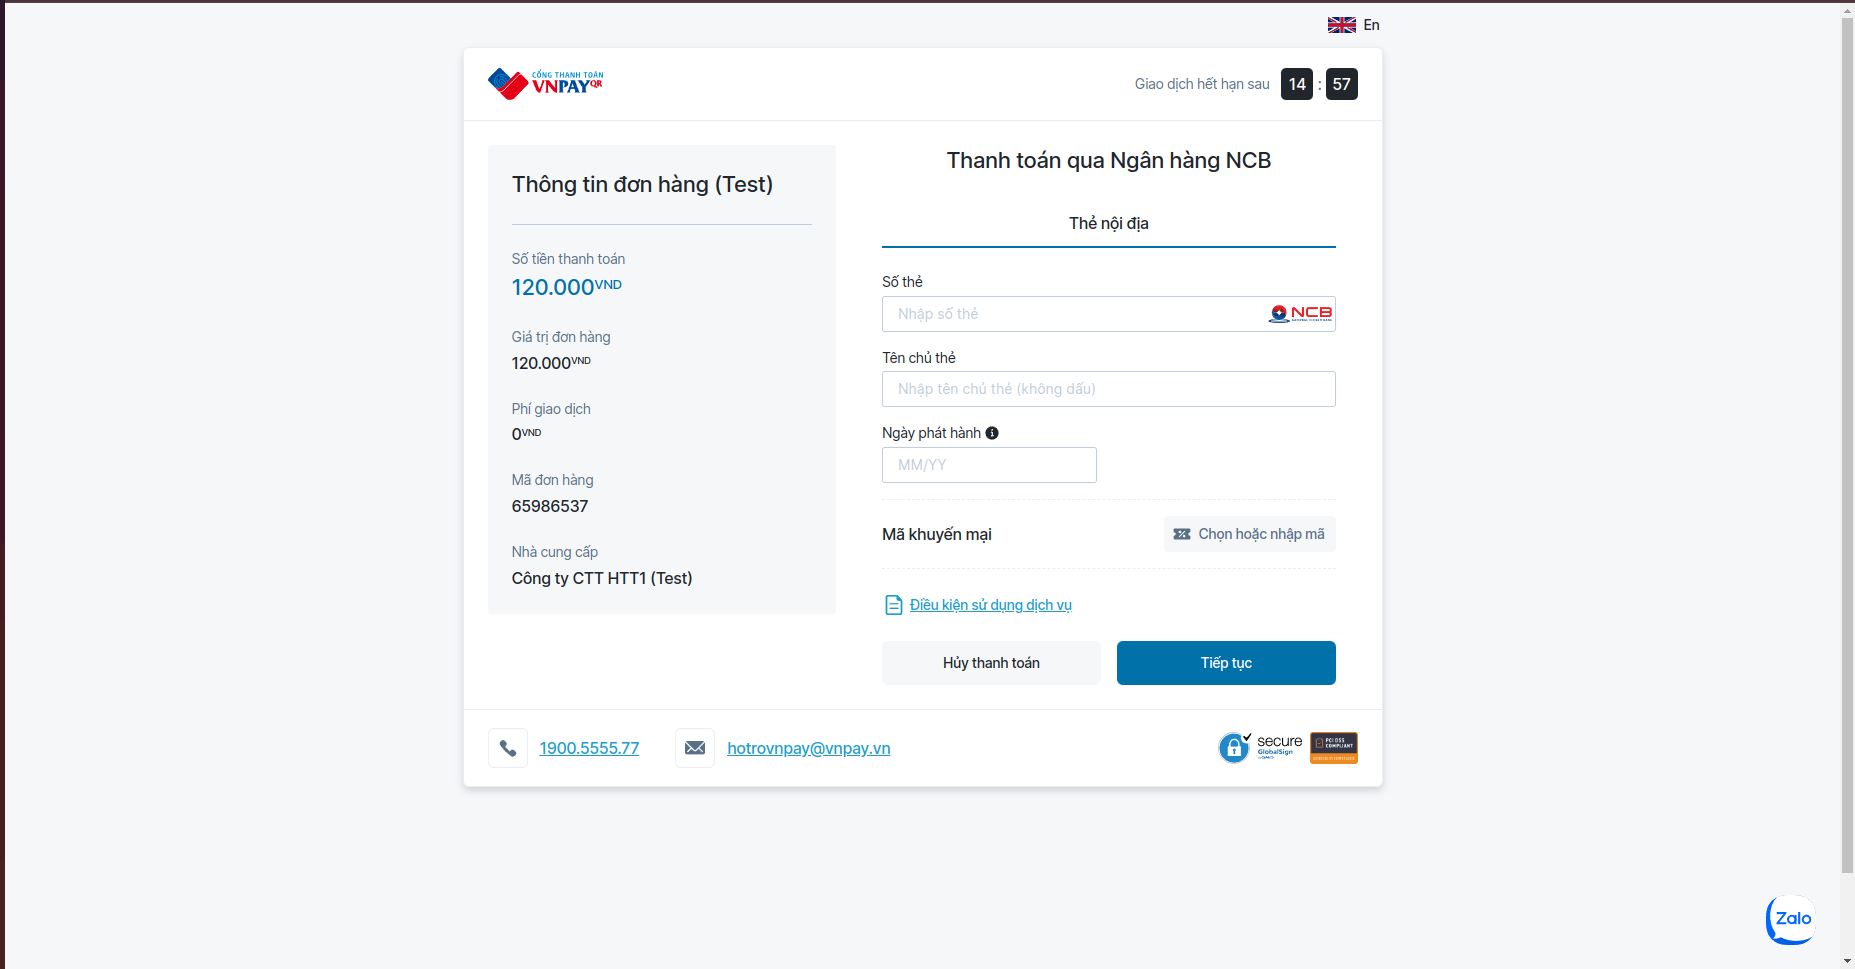 En
CỔNG THANH TOÁN
VNPAYQR
Giao dịch hết hạn sau 14 : 57
Thông tin đơn hàng (Test)
Số tiền thanh toán
120.000VND
Giá trị đơn hàng
120.000VND
Phí giao dịch
0VND
Mã đơn hàng
65986537
Nhà cung cấp
Công ty CTT HTT1 (Test)
Thanh toán qua Ngân hàng NCB
Thẻ nội địa
Số thẻ
Nhập số thẻ
NCB
Tên chủ thẻ
Nhập tên chủ thẻ (không dấu)
Ngày phát hành
MM/YY
Mã khuyến mại
Chọn hoặc nhập mã
Điều kiện sử dụng dịch vụ
Hủy thanh toán
Tiếp tục
1900.5555.77
hotrovnpay@vnpay.vn
secure
GlobalSign
PCI DSS
COMPLIANT
Zalo